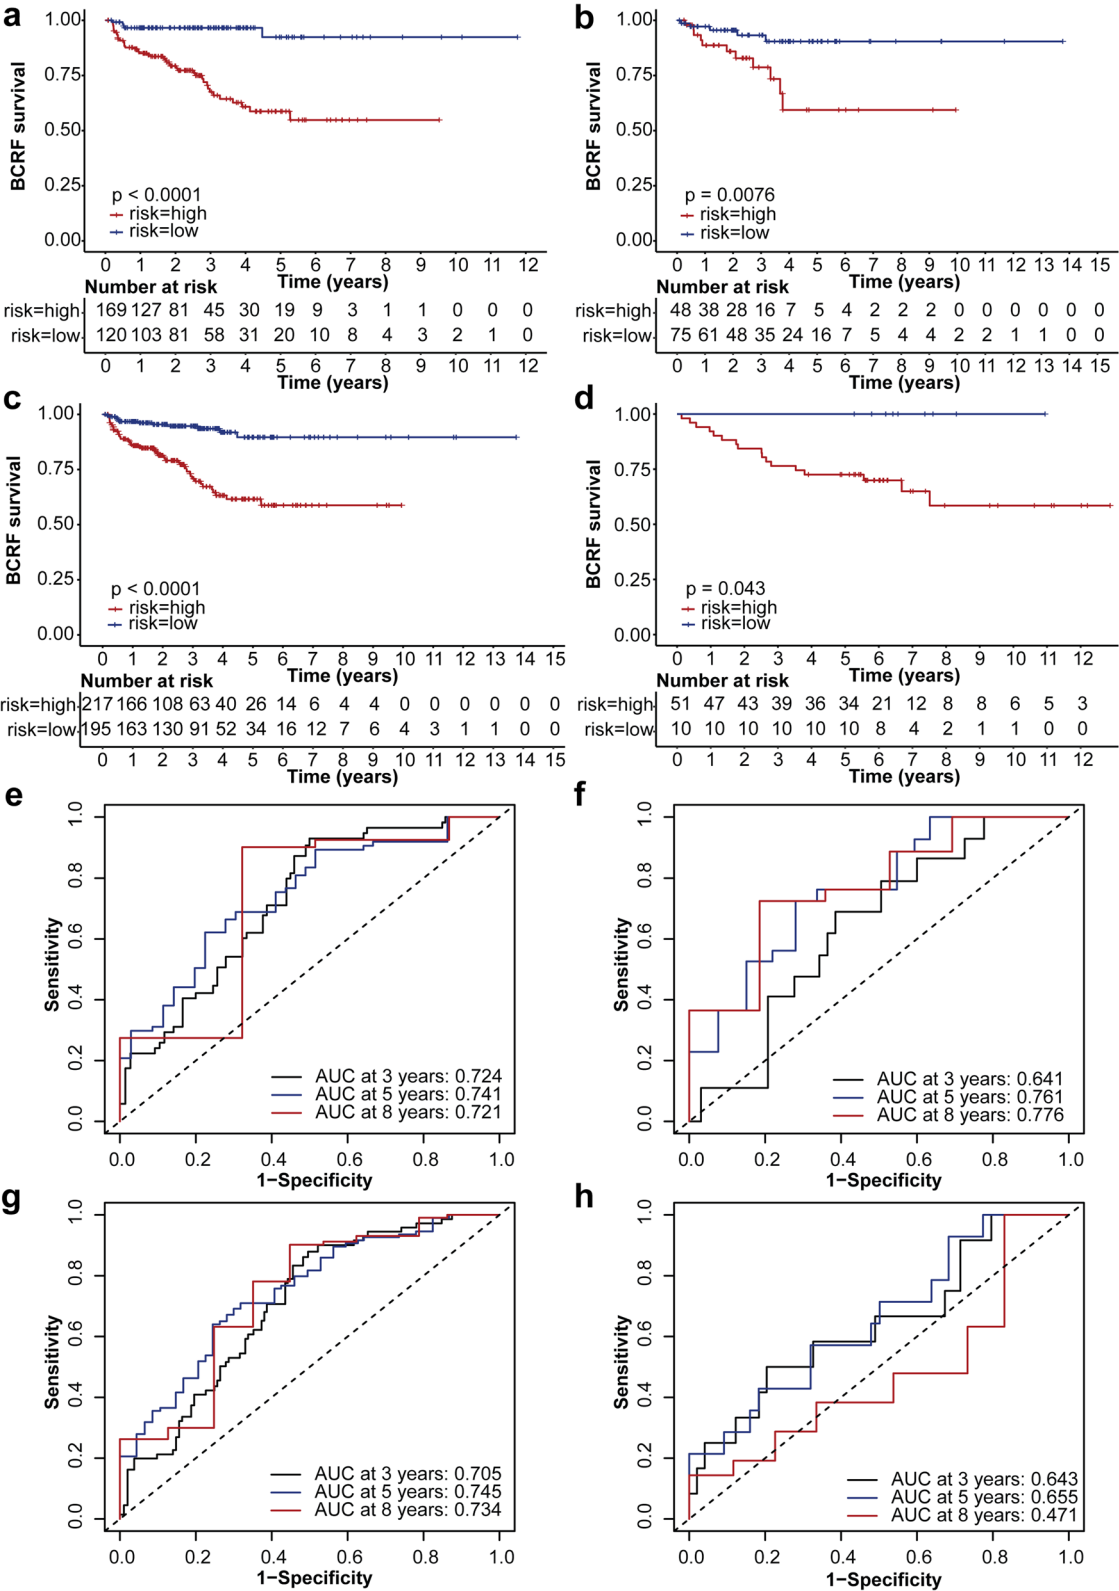 a
1.00
0.75
0.50
0.25
0.00
BCRF survival
p < 0.0001
risk=high
risk=low
0 1 2 3 4 5 6 7 8 9 10 11 12
Time (years)
Number at risk
risk=high 169 127 81 45 30 19 9 3 1 1 0 0 0
risk=low 120 103 81 58 31 20 10 8 4 3 2 1 0
0 1 2 3 4 5 6 7 8 9 10 11 12
Time (years)
b
1.00
0.75
0.50
0.25
0.00
BCRF survival
p = 0.0076
risk=high
risk=low
0 1 2 3 4 5 6 7 8 9 10 11 12 13 14 15
Time (years)
Number at risk
risk=high 48 38 28 16 7 5 4 2 2 2 0 0 0 0 0 0
risk=low 75 61 48 35 24 16 7 5 4 4 2 2 1 1 0 0
0 1 2 3 4 5 6 7 8 9 10 11 12 13 14 15
Time (years)
c
1.00
0.75
0.50
0.25
0.00
BCRF survival
p < 0.0001
risk=high
risk=low
0 1 2 3 4 5 6 7 8 9 10 11 12 13 14 15
Time (years)
Number at risk
risk=high 217 166 108 63 40 26 14 6 4 4 0 0 0 0 0 0
risk=low 195 163 130 91 52 34 16 12 7 6 4 3 1 1 0 0
0 1 2 3 4 5 6 7 8 9 10 11 12 13 14 15
Time (years)
d
1.00
0.75
0.50
0.25
0.00
BCRF survival
p = 0.043
risk=high
risk=low
0 1 2 3 4 5 6 7 8 9 10 11 12
Time (years)
Number at risk
risk=high 51 47 43 39 36 34 21 12 8 8 6 5 3
risk=low 10 10 10 10 10 10 8 4 2 1 1 0 0
0 1 2 3 4 5 6 7 8 9 10 11 12
Time (years)
e
1.0
0.8
0.6
0.4
0.2
0.0
Sensitivity
AUC at 3 years: 0.724
AUC at 5 years: 0.741
AUC at 8 years: 0.721
0.0 0.2 0.4 0.6 0.8 1.0
1−Specificity
f
1.0
0.8
0.6
0.4
0.2
0.0
Sensitivity
AUC at 3 years: 0.641
AUC at 5 years: 0.761
AUC at 8 years: 0.776
0.0 0.2 0.4 0.6 0.8 1.0
1−Specificity
g
1.0
0.8
0.6
0.4
0.2
0.0
Sensitivity
AUC at 3 years: 0.705
AUC at 5 years: 0.745
AUC at 8 years: 0.734
0.0 0.2 0.4 0.6 0.8 1.0
1−Specificity
h
1.0
0.8
0.6
0.4
0.2
0.0
Sensitivity
AUC at 3 years: 0.643
AUC at 5 years: 0.655
AUC at 8 years: 0.471
0.0 0.2 0.4 0.6 0.8 1.0
1−Specificity